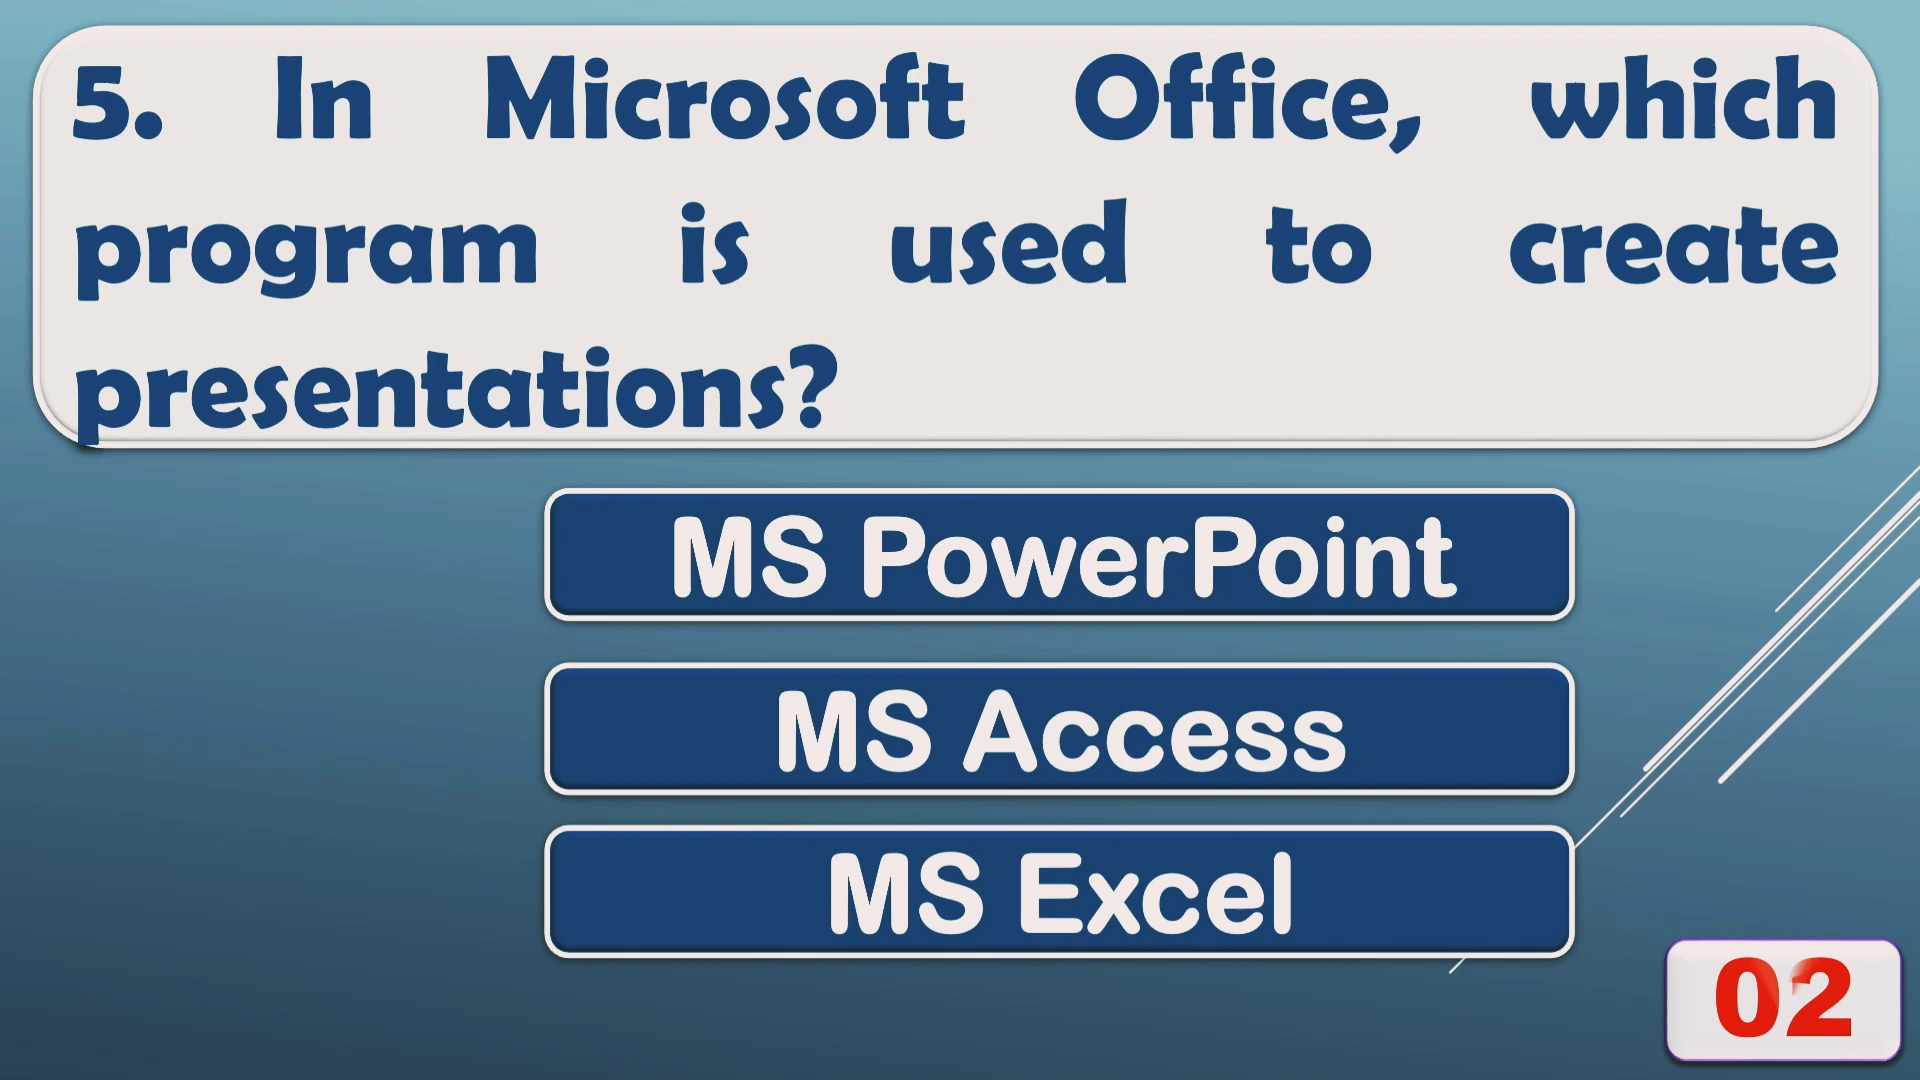 5. In Microsoft Office, which
program is used to create
presentations?
MS PowerPoint
MS Access
MS Excel
02